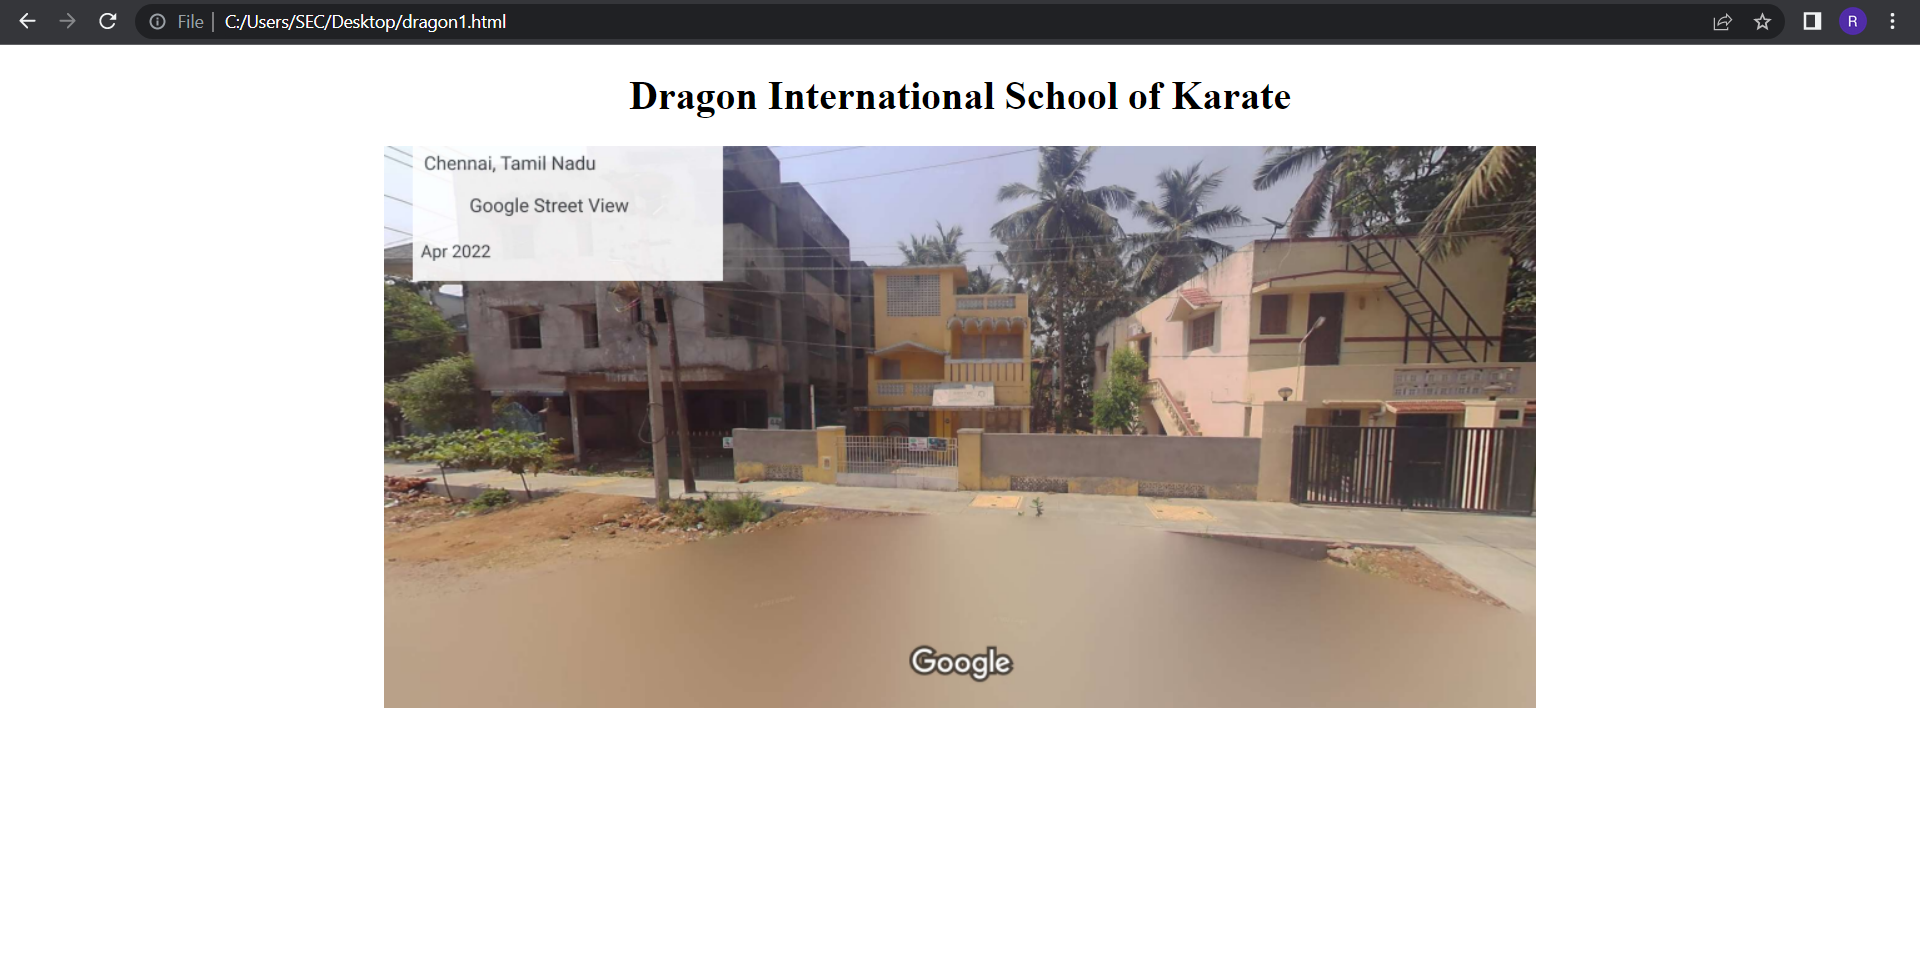 File | C:/Users/SEC/Desktop/dragon1.html
R
Dragon International School of Karate
Chennai, Tamil Nadu
Google Street View
Apr 2022
Google